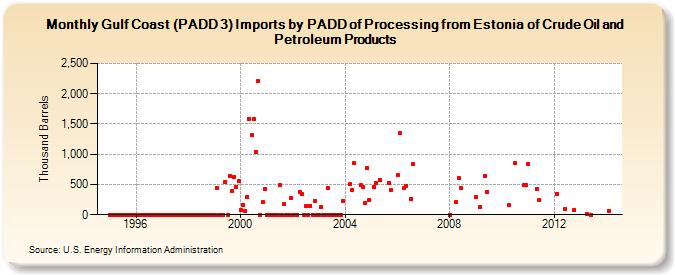 Monthly Gulf Coast (PADD 3) Imports by PADD of Processing from Estonia of Crude Oil and
Petroleum Products
Thousand Barrels
2,500
2,000
1,500
1,000
500
0
1996
2000
2004
2008
2012
Source: U.S. Energy Information Administration